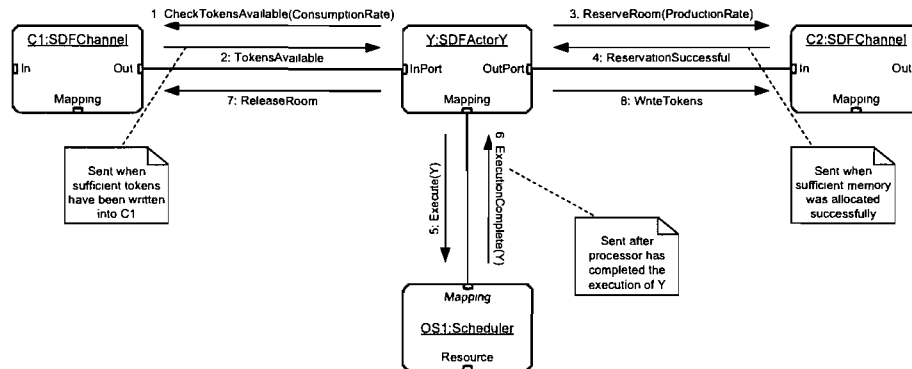 1 CheckTokensAvailable(ConsumptionRate)
3. ReserveRoom(ProductionRate)
C1:SDFChannel
Y:SDFActorY
C2:SDFChannel
In
Out
2: TokensAvailable
InPort
OutPort
4: ReservationSuccessful
In
Out
Mapping
7: ReleaseRoom
Mapping
8: WriteTokens
Mapping
Sent when
sufficient tokens
have been written
into C1
5: Execute(Y)
6 ExecutionComplete(Y)
Sent when
sufficient memory
was allocated
successfully
Sent after
processor has
completed the
execution of Y
Mapping
OS1:Scheduler
Resource